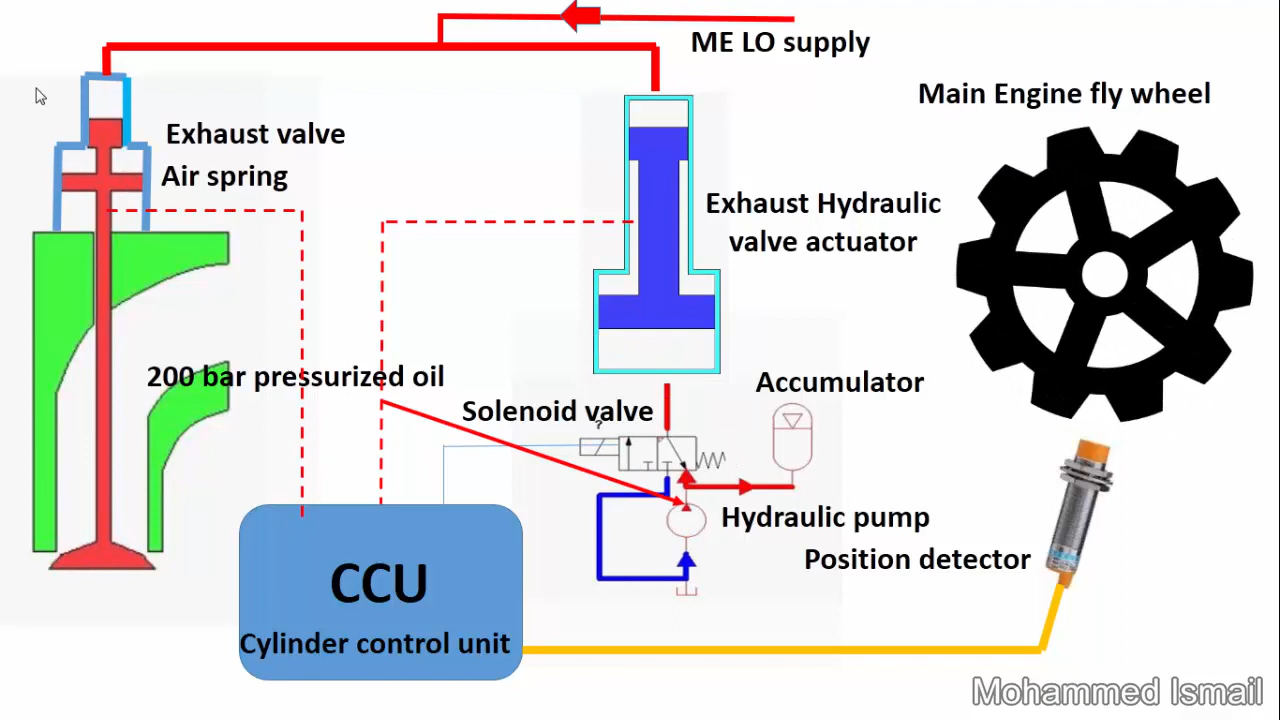 ME LO supply
Main Engine fly wheel
Exhaust valve
Air spring
Exhaust Hydraulic
valve actuator
200 bar pressurized oil
Accumulator
Solenoid valve
?
Hydraulic pump
Position detector
CCU
Cylinder control unit
Mohammed Ismail